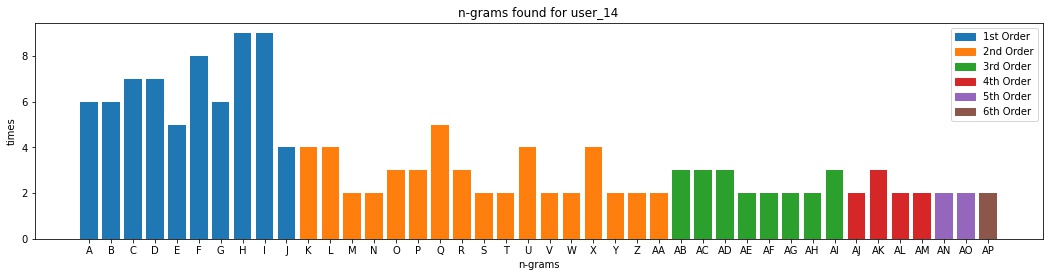 n-grams found for user_14
times
8
6
4
2
0
1st Order
2nd Order
3rd Order
4th Order
5th Order
6th Order
A B C D E F G H I J K L M N O P Q R S T U V W X Y Z AA AB AC AD AE AF AG AH AI AJ AK AL AM AN AO AP
n-grams